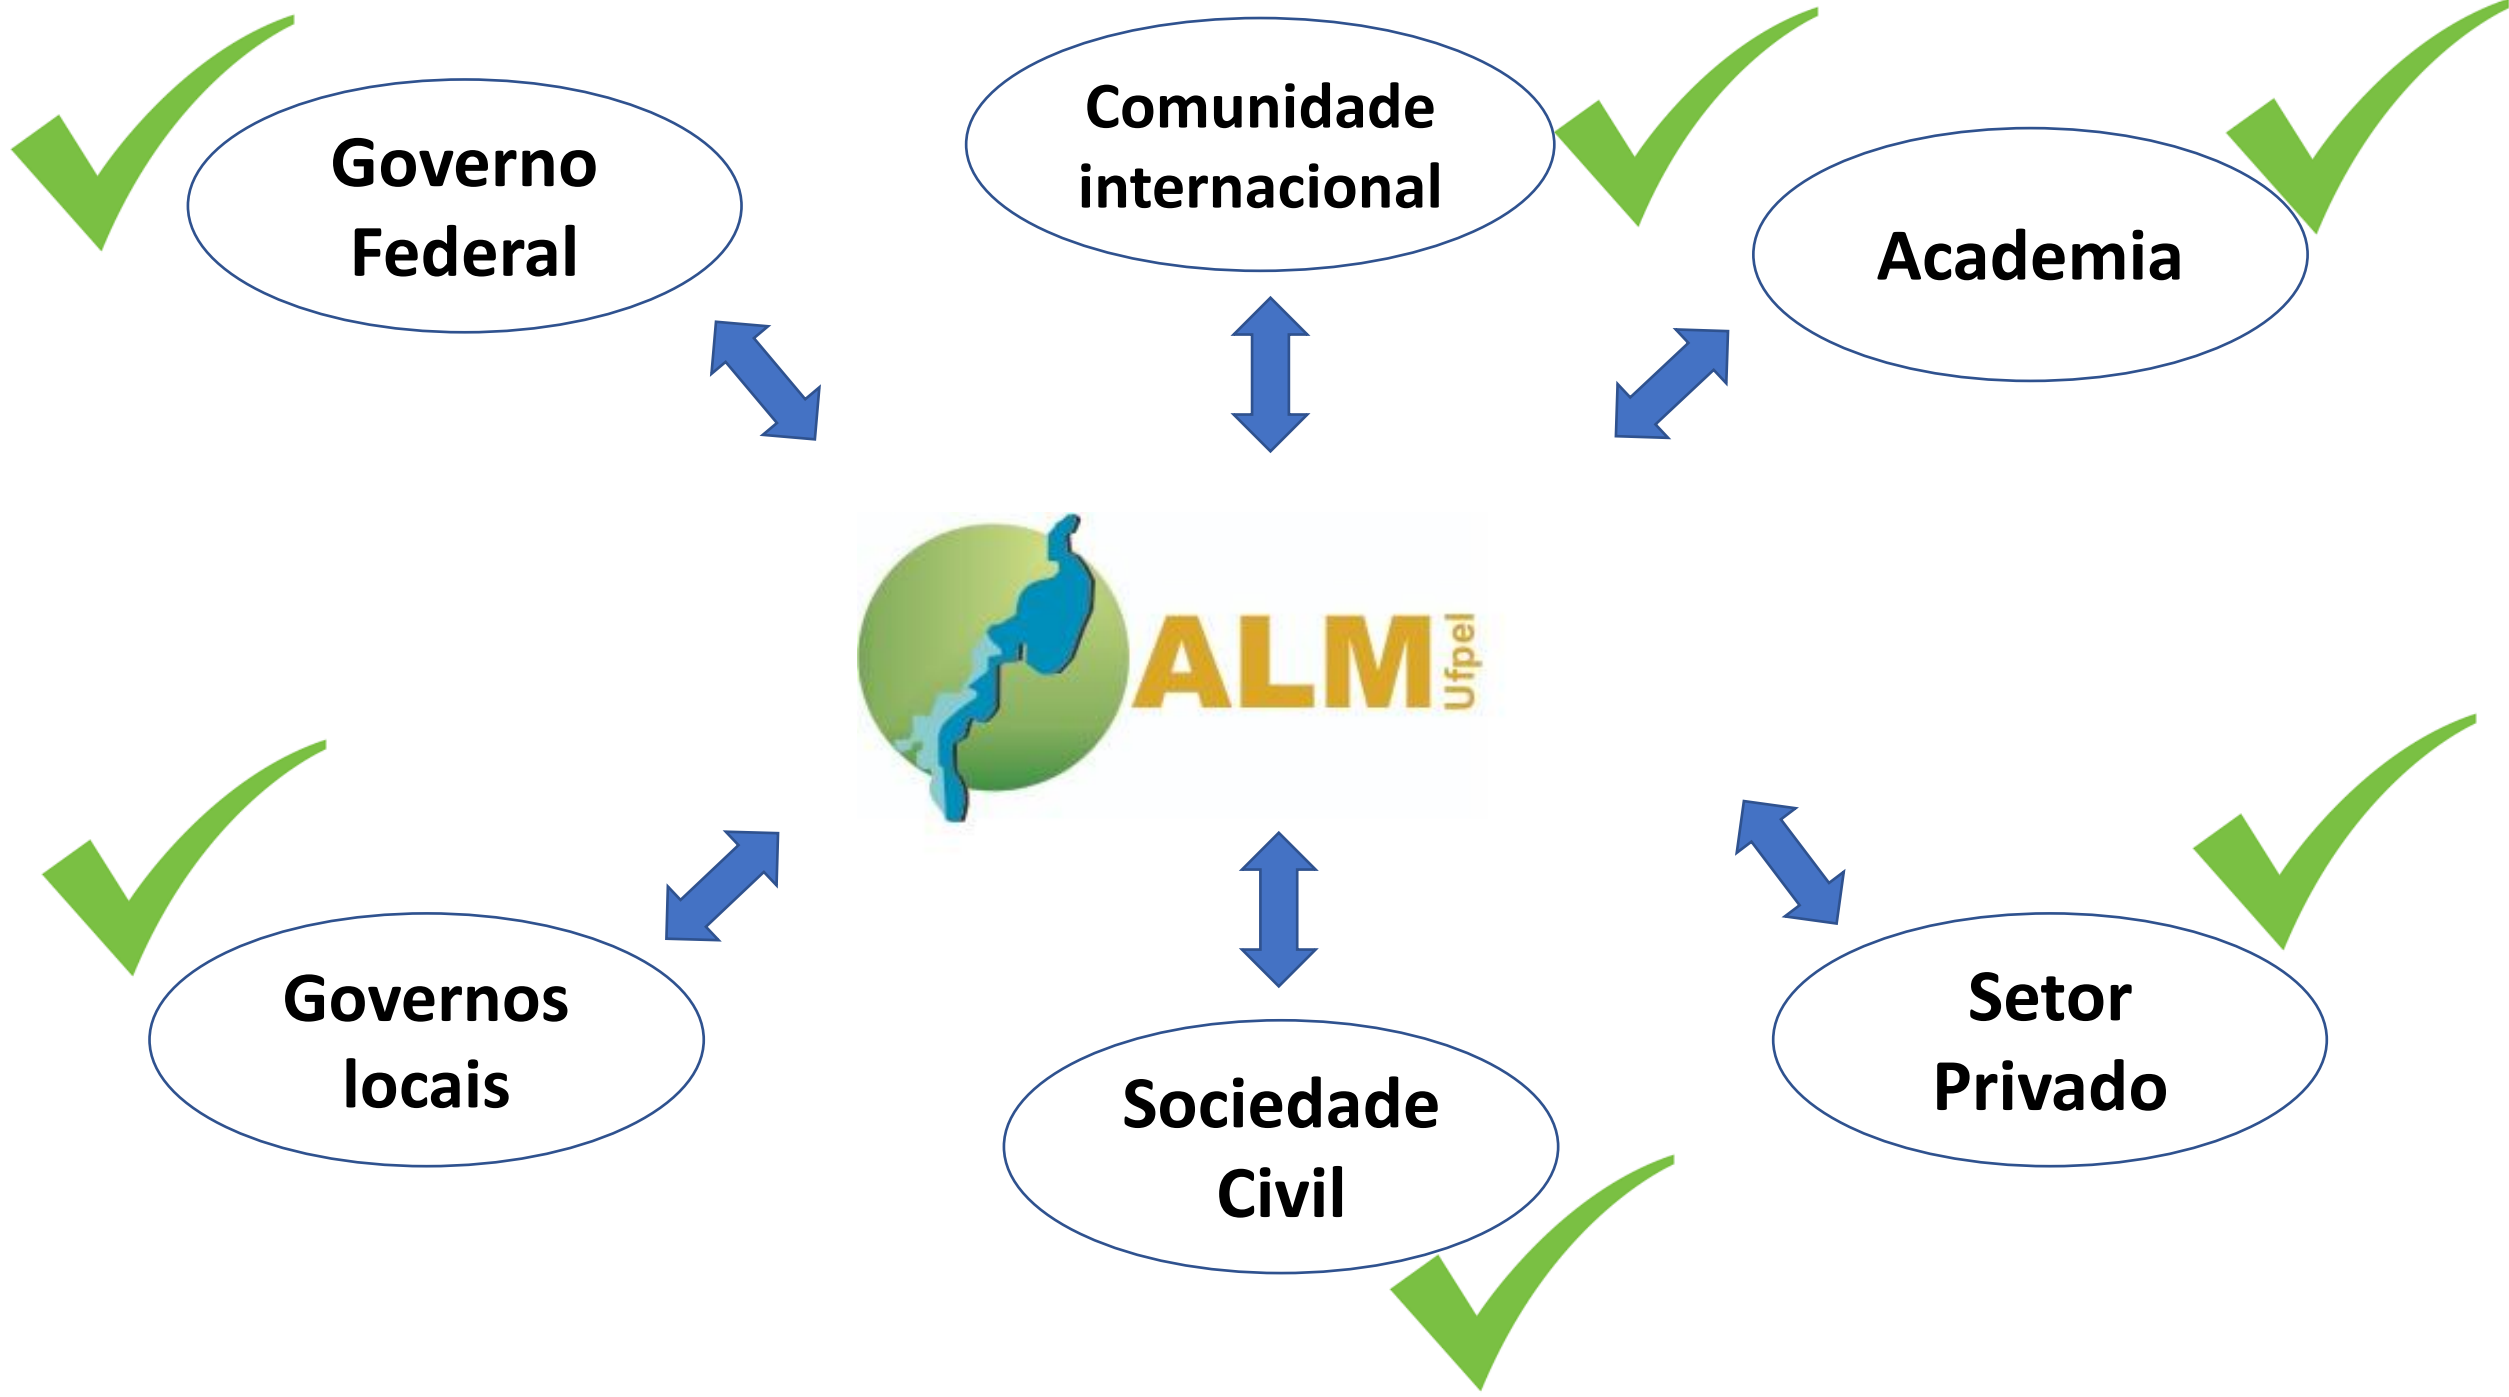 Governo
Federal
Comunidade
internacional
Academia
ALM
Ufpel
Governos
locais
Sociedade
Civil
Setor
Privado